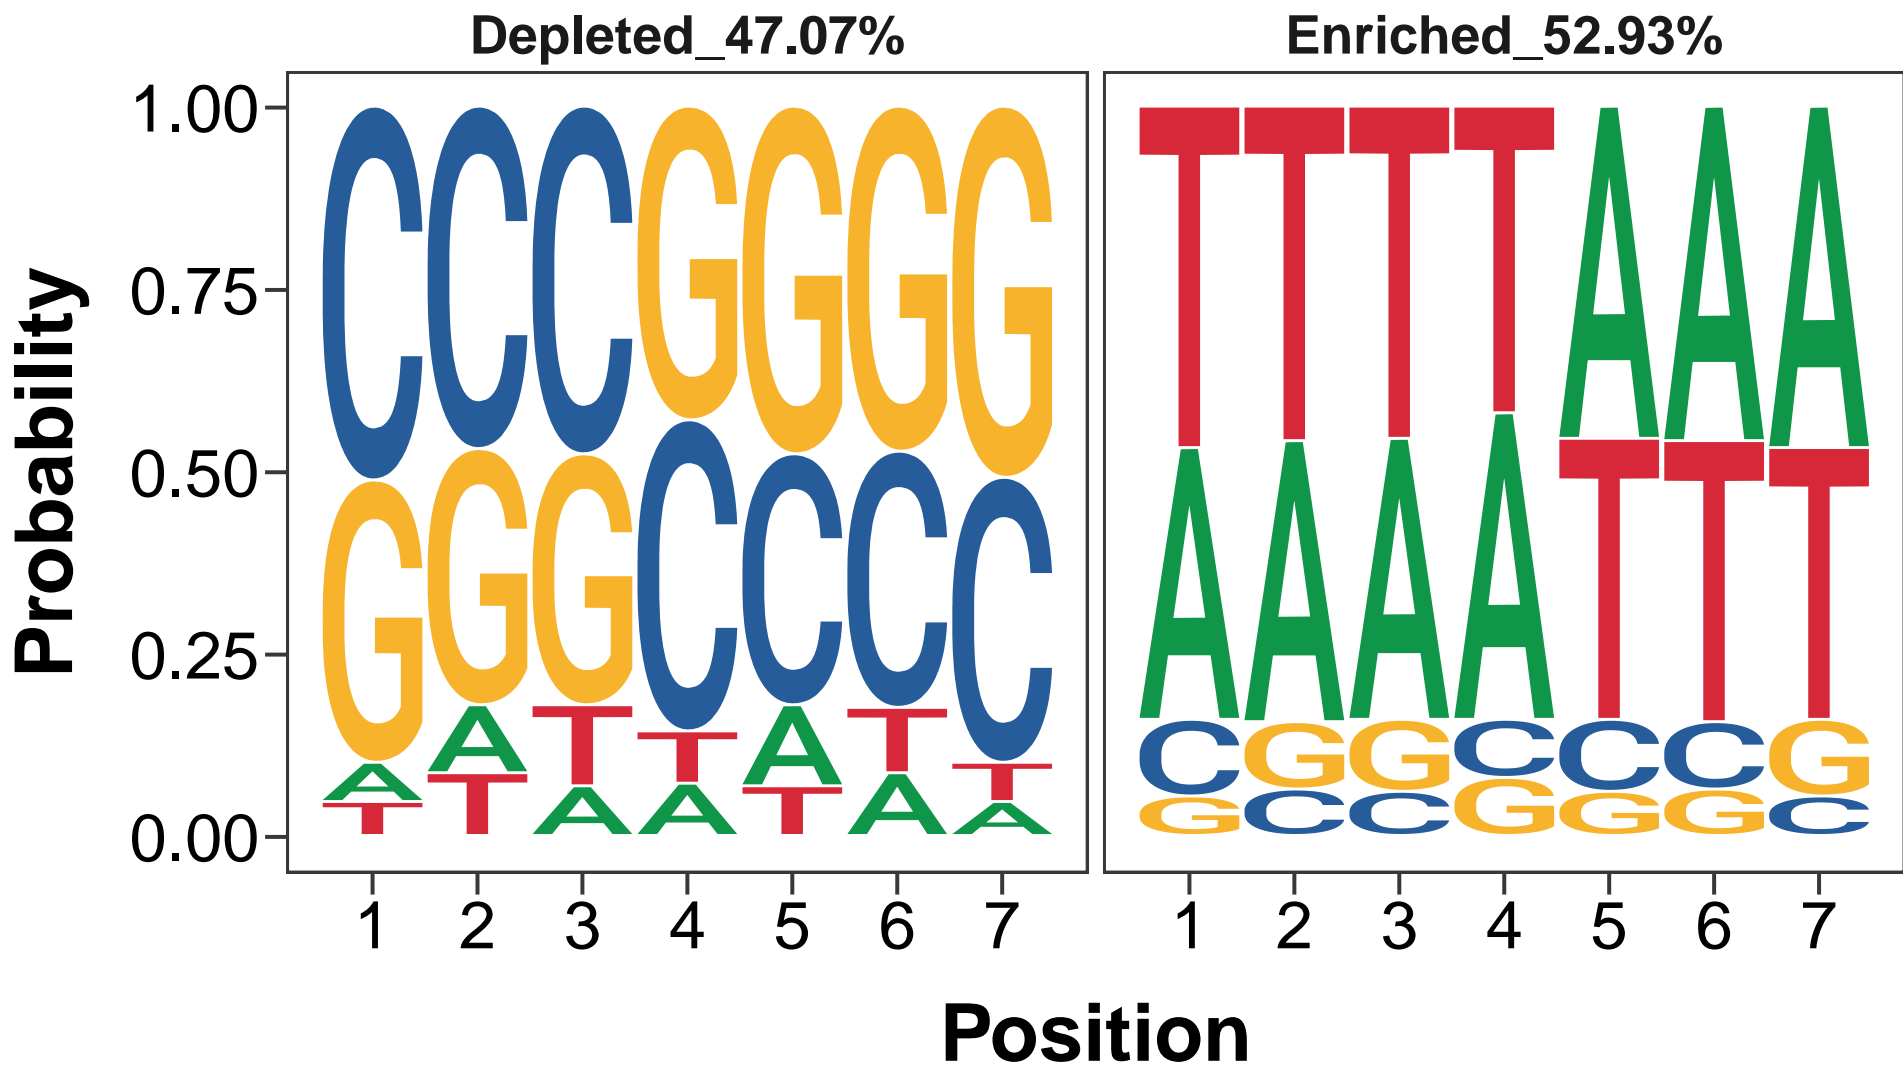 Depleted_47.07% Enriched_52.93%
Probability
1.00
0.75
0.50
0.25
0.00
C C C G G G G
G G G C C C C
A A T T A T T
T T A A T A A
T T T T A A A
A A A A T T T
C G G C C C G
G C C G G G C
1 2 3 4 5 6 7 1 2 3 4 5 6 7
Position